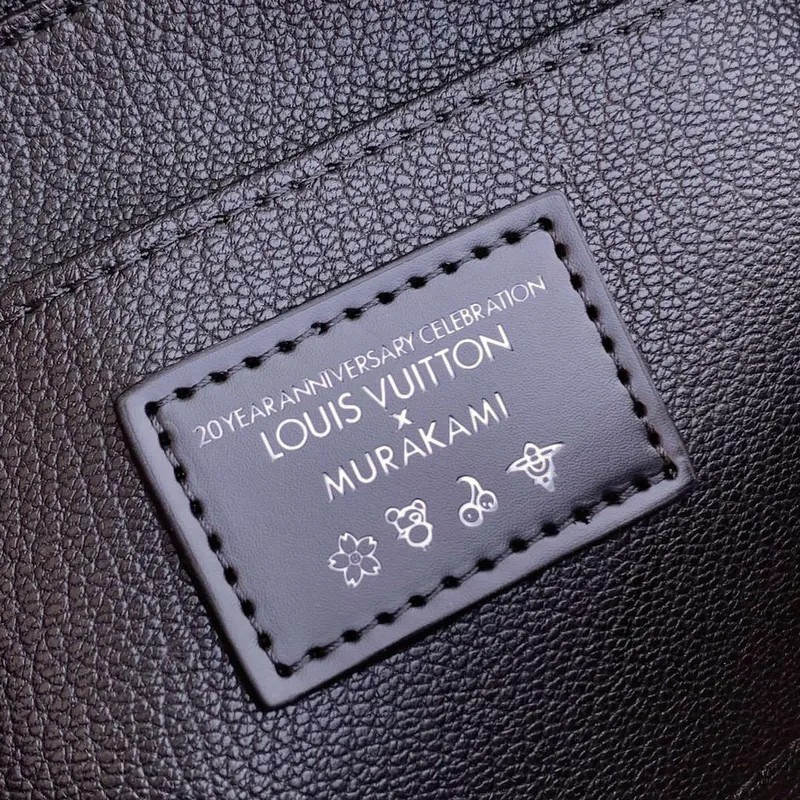 20 YEAR ANNIVERSARY CELEBRATION
LOUIS VUITTON
x
MURAKAMI